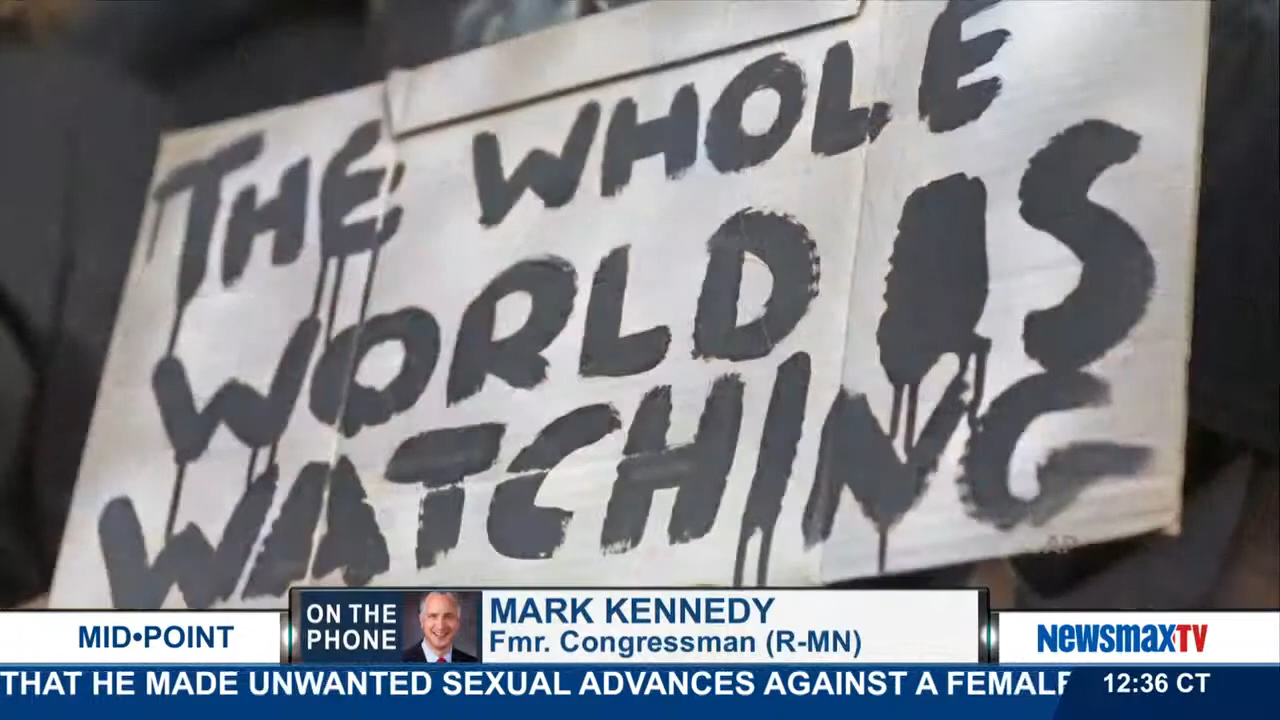 THE WHOLE
WORLD IS
WATCHING
AP
ON THE
PHONE
MARK KENNEDY
Fmr. Congressman (R-MN)
MID•POINT
NEWSMAXTV
THAT HE MADE UNWANTED SEXUAL ADVANCES AGAINST A FEMALE
12:36 CT